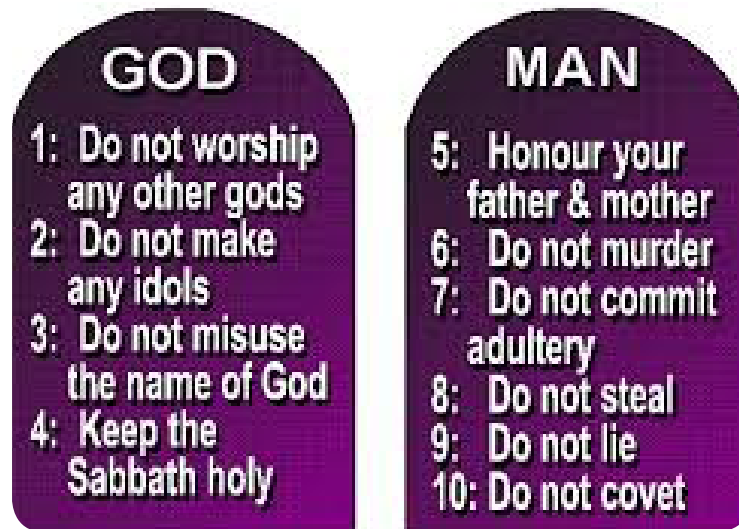 GOD
1: Do not worship
any other gods
2: Do not make
any idols
3: Do not misuse
the name of God
4: Keep the
Sabbath holy
MAN
5: Honour your
father & mother
6: Do not murder
7: Do not commit
adultery
8: Do not steal
9: Do not lie
10: Do not covet